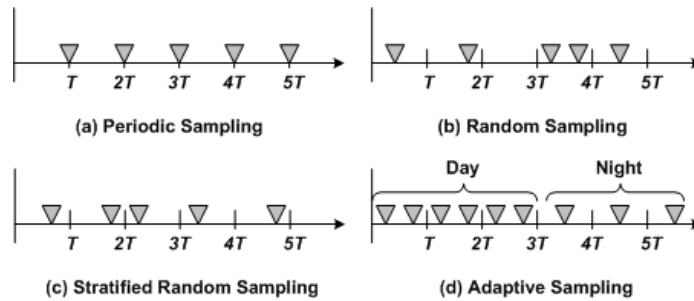 T 2T 3T 4T 5T
(a) Periodic Sampling
T 2T 3T 4T 5T
(b) Random Sampling
T 2T 3T 4T 5T
(c) Stratified Random Sampling
Day Night
T 2T 3T 4T 5T
(d) Adaptive Sampling